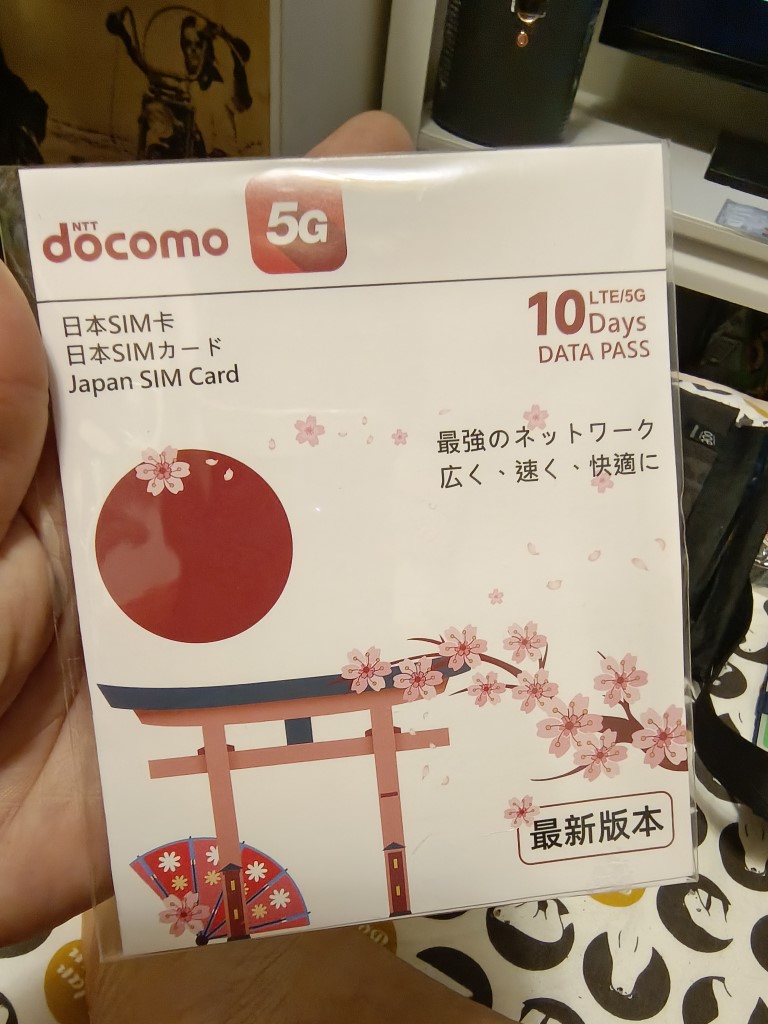 NTT
docomo
5G
日本SIM卡
日本SIMカード
Japan SIM Card
10 LTE/5G
Days
DATA PASS
最強のネットワーク
広く、速く、快適に
最新版本